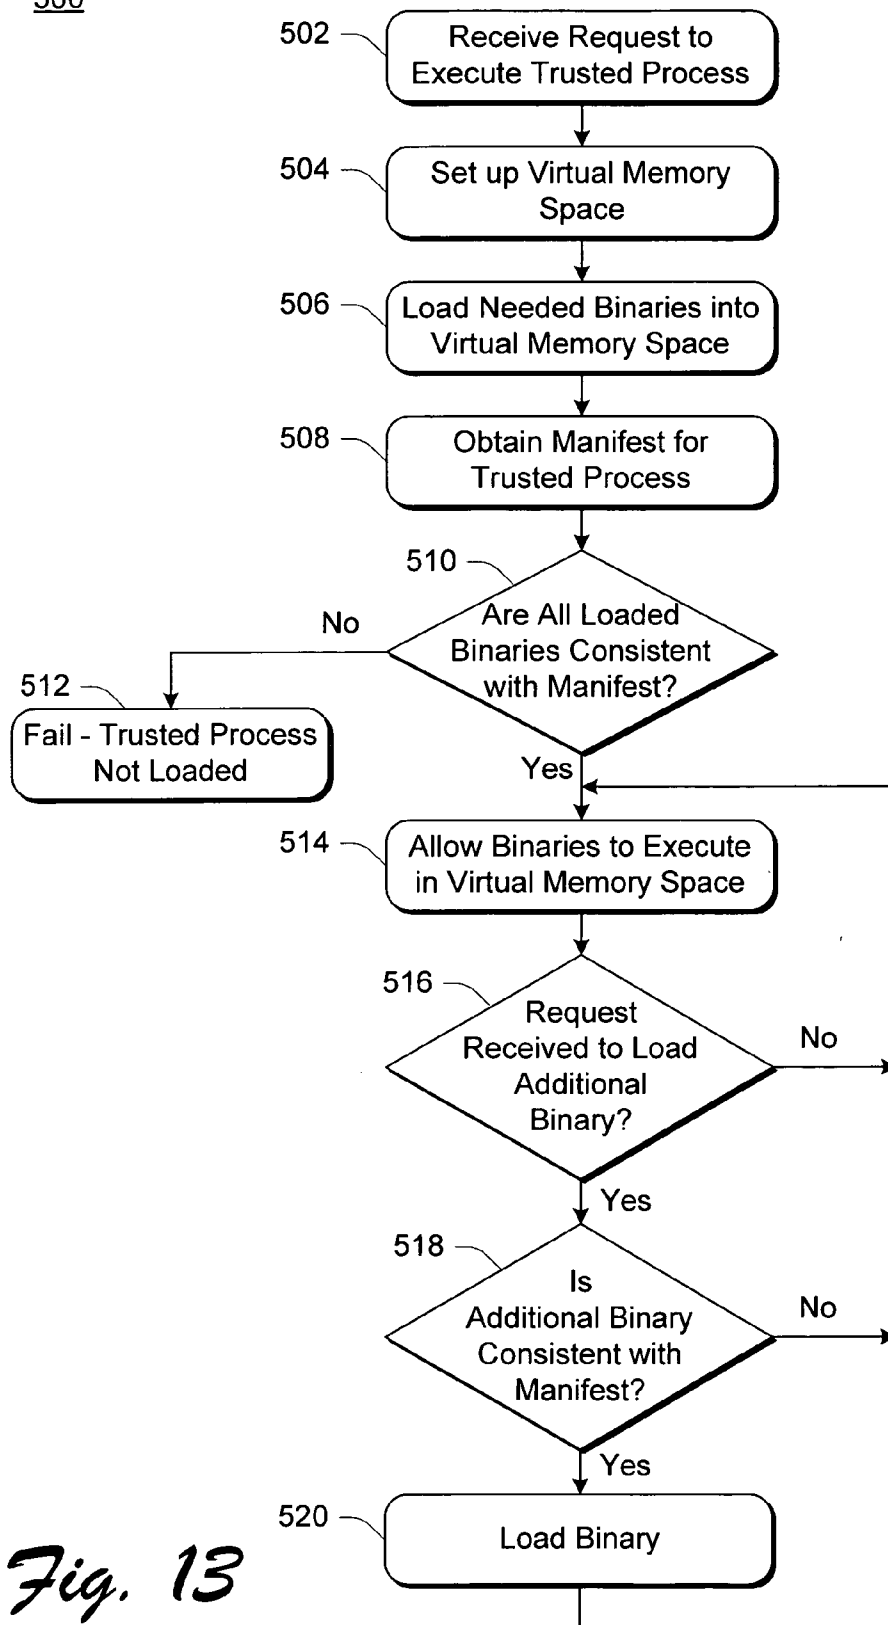 500
502
Receive Request to
Execute Trusted Process
504
Set up Virtual Memory
Space
506
Load Needed Binaries into
Virtual Memory Space
508
Obtain Manifest for
Trusted Process
510
Are All Loaded
Binaries Consistent
with Manifest?
No
512
Fail - Trusted Process
Not Loaded
Yes
514
Allow Binaries to Execute
in Virtual Memory Space
516
Request
Received to Load
Additional
Binary?
No
Yes
518
Is
Additional Binary
Consistent with
Manifest?
No
Yes
520
Load Binary
Fig. 13